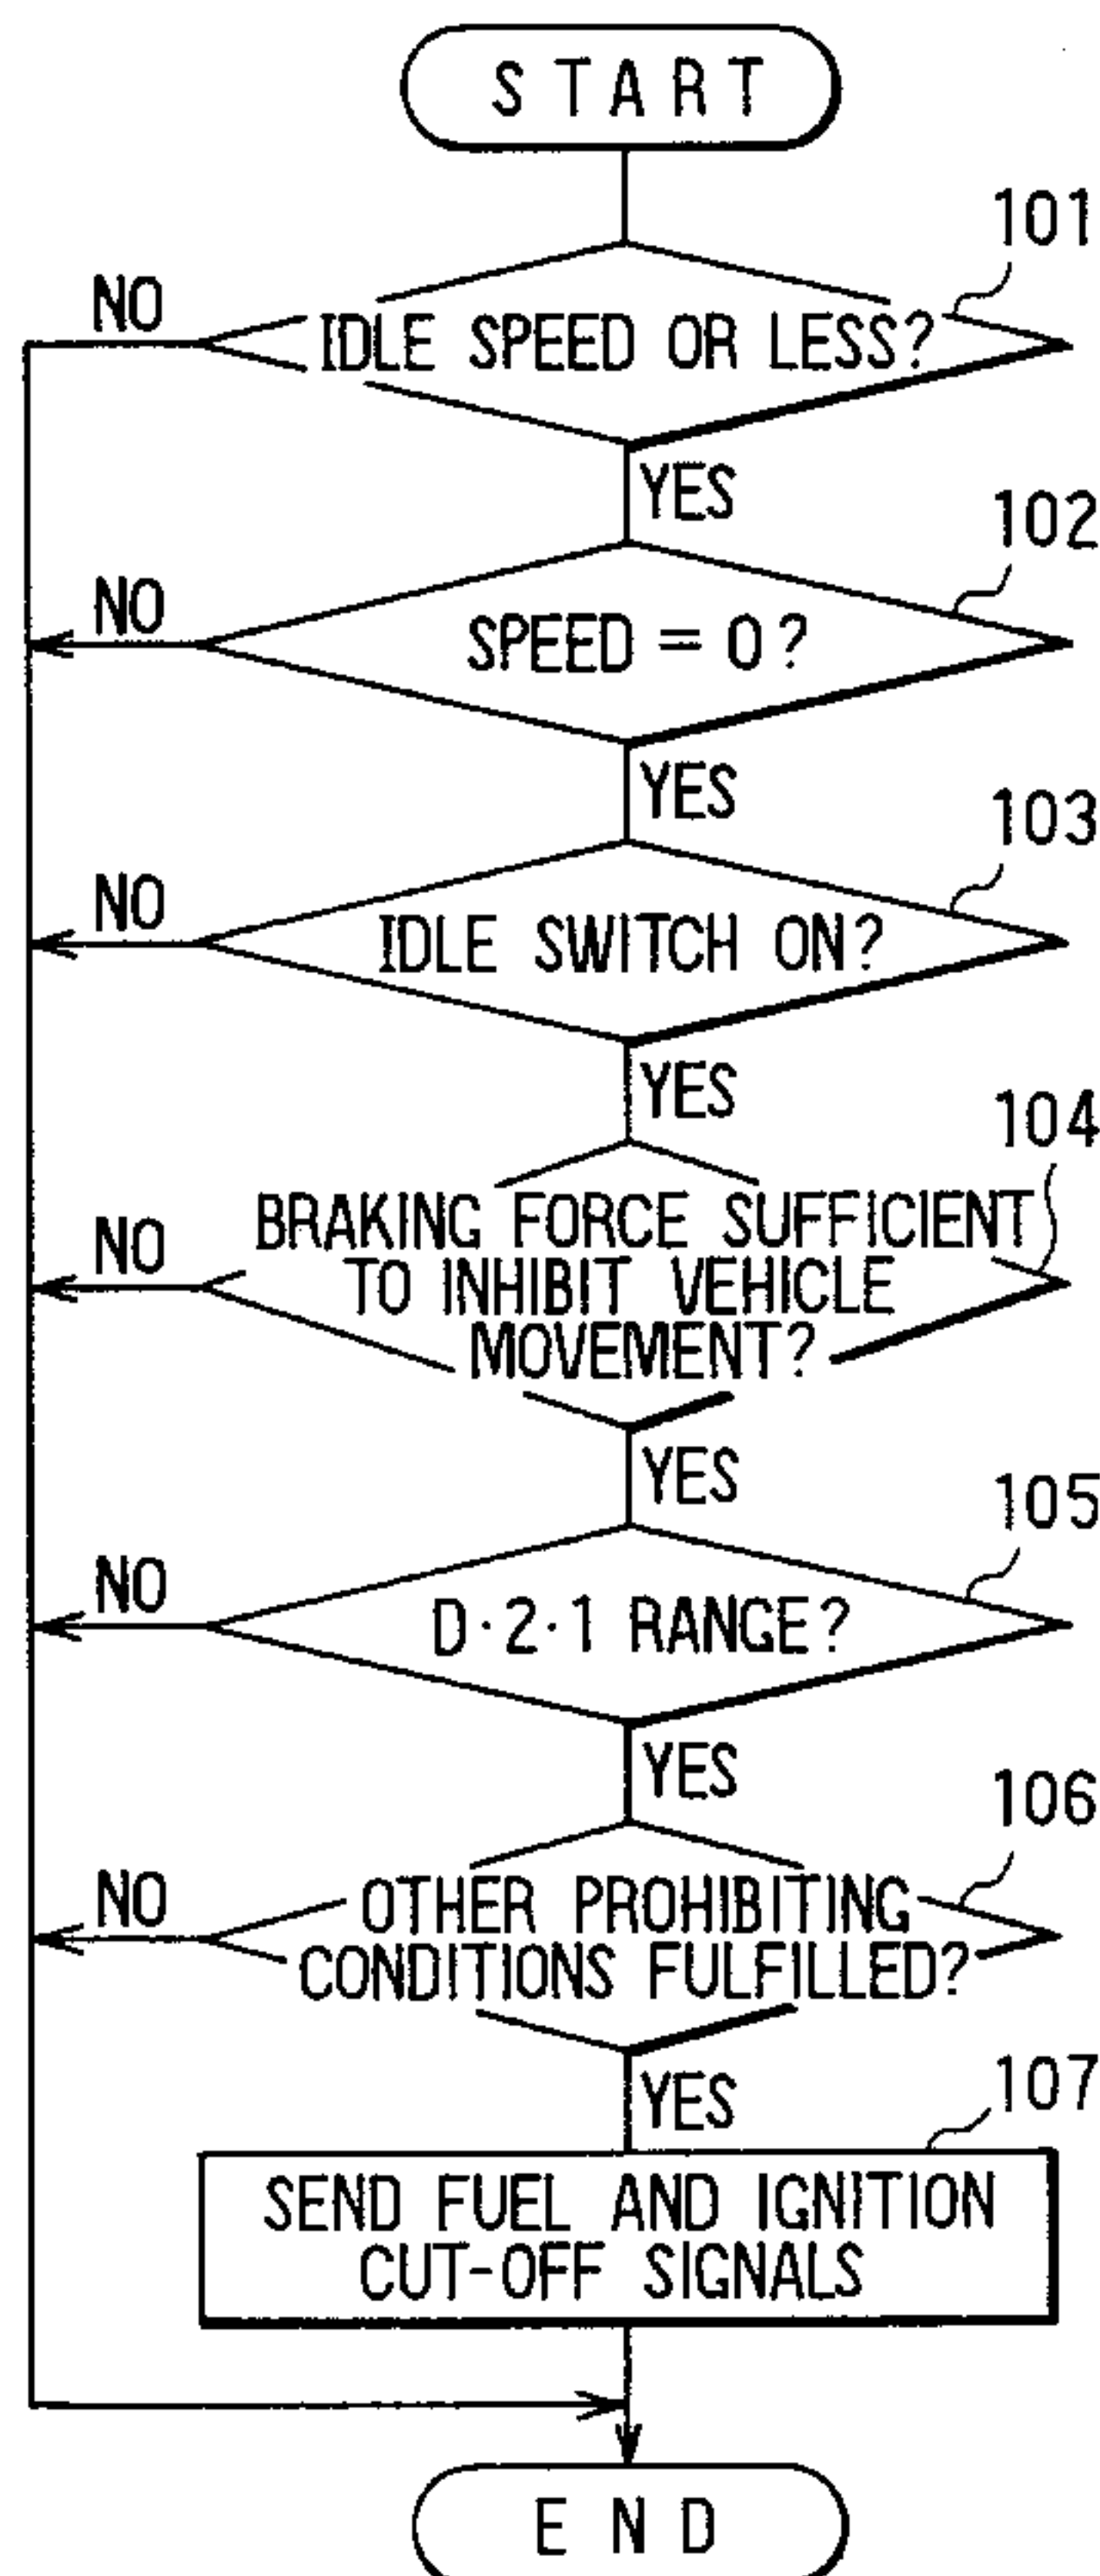 START
101
NO
IDLE SPEED OR LESS?
YES
102
NO
SPEED = 0?
YES
103
NO
IDLE SWITCH ON?
YES
104
NO
BRAKING FORCE SUFFICIENT
TO INHIBIT VEHICLE
MOVEMENT?
YES
105
NO
D·2·1 RANGE?
YES
106
NO
OTHER PROHIBITING
CONDITIONS FULFILLED?
YES
107
SEND FUEL AND IGNITION
CUT-OFF SIGNALS
END